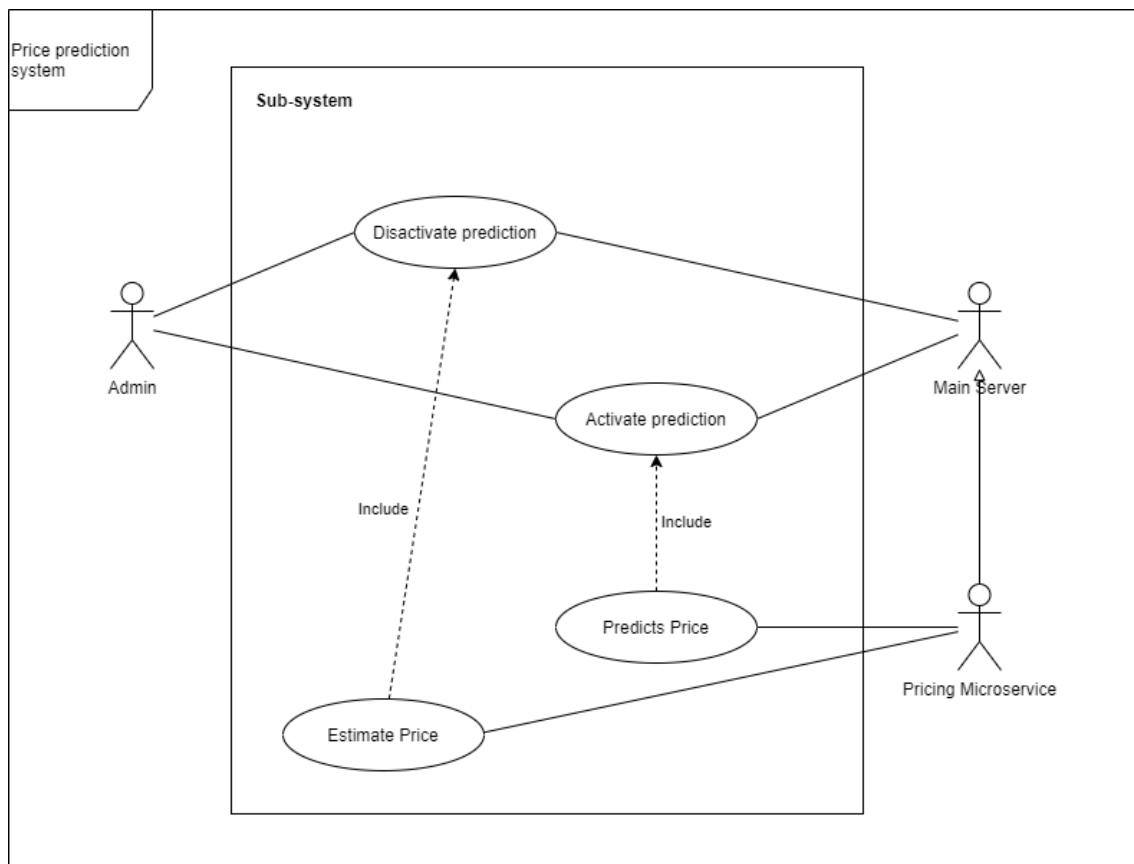 Price prediction
system
Sub-system
Disactivate prediction
Admin
Main Server
Activate prediction
Include
Include
Predicts Price
Pricing Microservice
Estimate Price